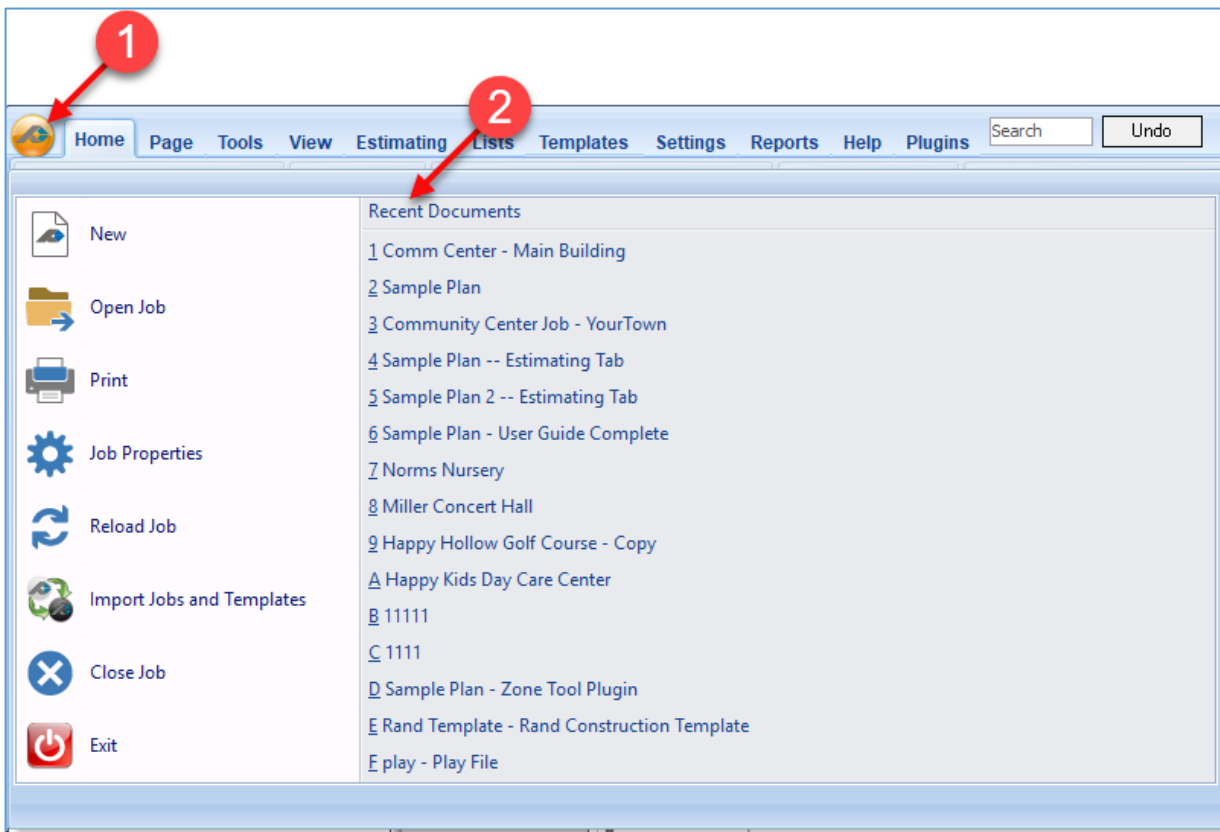 1
2
Home Page Tools View Estimating Lists Templates Settings Reports Help Plugins Search Undo
Recent Documents
New
1 Comm Center - Main Building
2 Sample Plan
Open Job
3 Community Center Job - YourTown
4 Sample Plan -- Estimating Tab
Print
5 Sample Plan 2 -- Estimating Tab
6 Sample Plan - User Guide Complete
Job Properties
7 Norms Nursery
8 Miller Concert Hall
Reload Job
9 Happy Hollow Golf Course - Copy
A Happy Kids Day Care Center
Import Jobs and Templates
B 11111
C 1111
Close Job
D Sample Plan - Zone Tool Plugin
E Rand Template - Rand Construction Template
Exit
F play - Play File